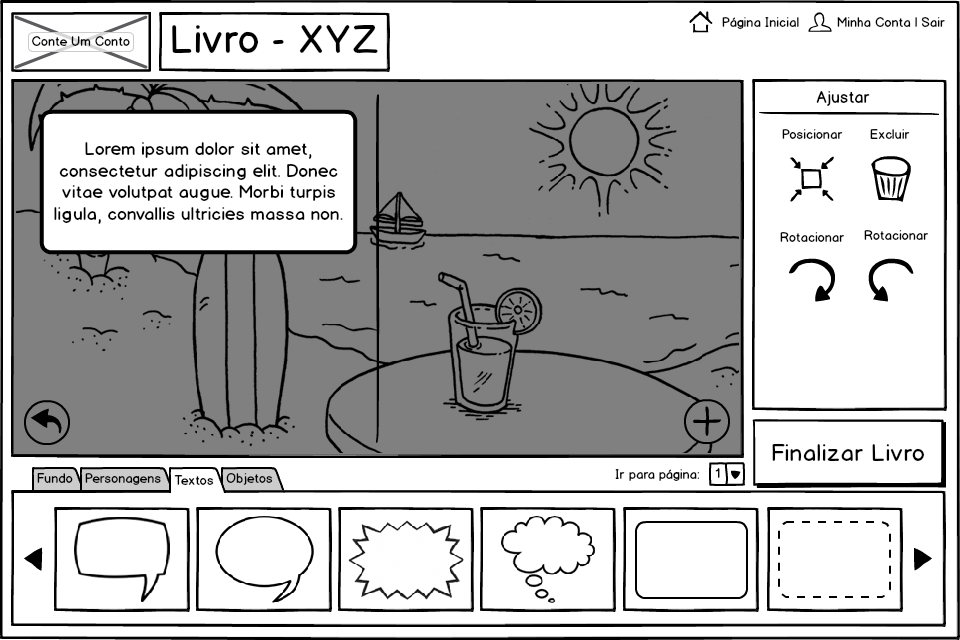 Conte Um Conto
Livro - XYZ
Página Inicial
Minha Conta | Sair
Lorem ipsum dolor sit amet,
consectetur adipiscing elit. Donec
vitae volutpat augue. Morbi turpis
ligula, convallis ultricies massa non.
Ajustar
Posicionar
Excluir
Rotacionar
Rotacionar
Finalizar Livro
Fundo
Personagens
Textos
Objetos
Ir para página:
1